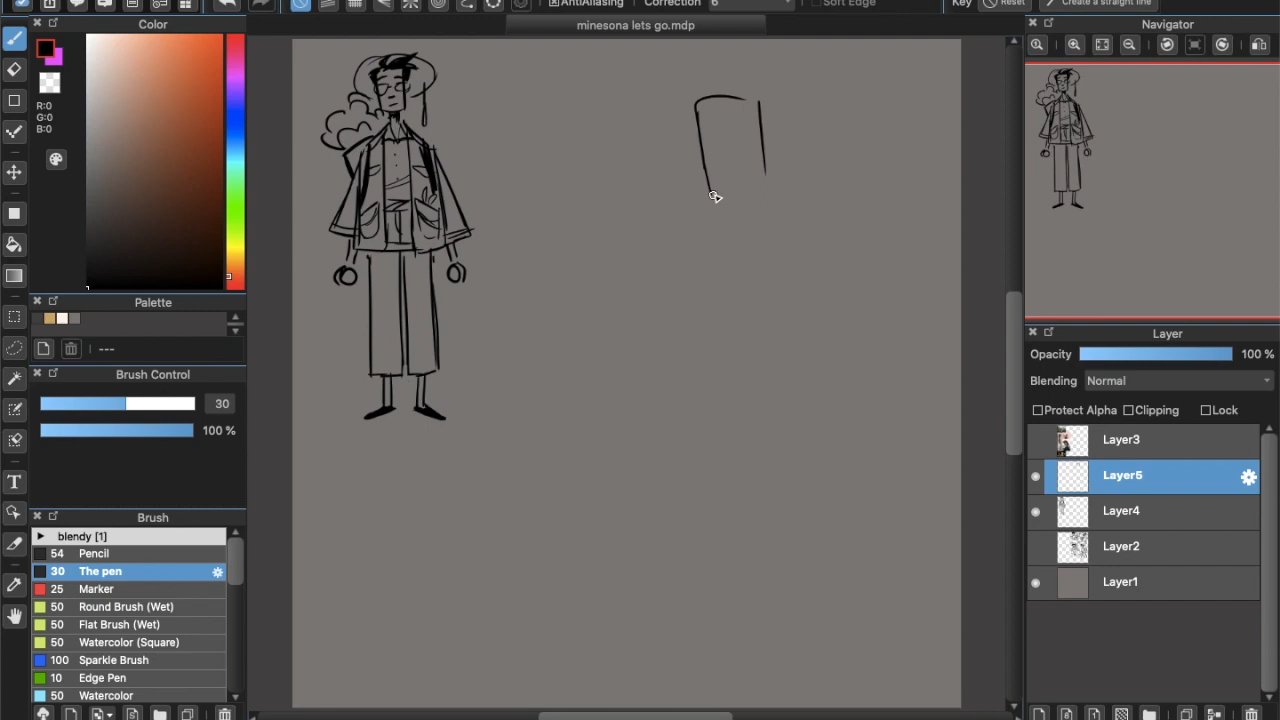 AntiAliasing Correction 6 Soft Edge Key Reset Create a straight line
minesona lets go.mdp
Color
R:0
G:0
B:0
Palette
---
Brush Control
30
100 %
Brush
blendy [1]
54 Pencil
30 The pen
25 Marker
50 Round Brush (Wet)
50 Flat Brush (Wet)
50 Watercolor (Square)
100 Sparkle Brush
10 Edge Pen
50 Watercolor
Navigator
Layer
Opacity 100 %
Blending Normal
Protect Alpha Clipping Lock
Layer3
Layer5
Layer4
Layer2
Layer1